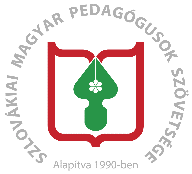 SZLOVÁKIAI MAGYAR PEDAGÓGUSOK SZÖVETSÉGE
Alapítva 1990-ben